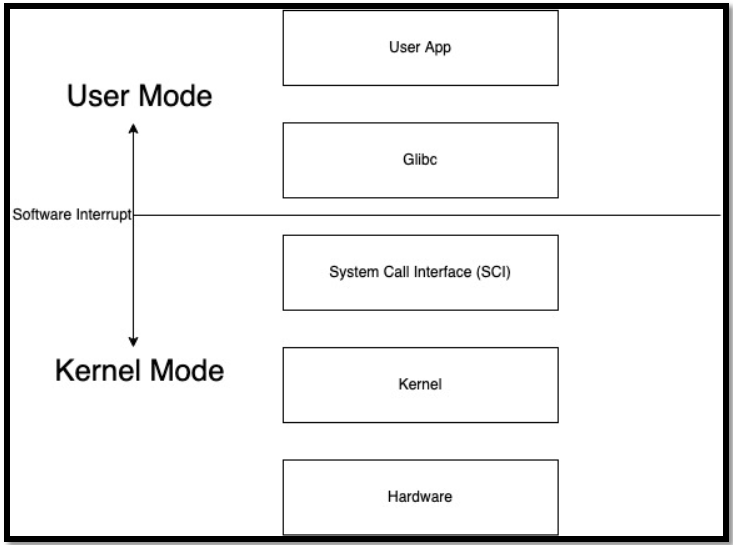 User App
User Mode
Glibc
Software Interrupt
System Call Interface (SCI)
Kernel Mode
Kernel
Hardware